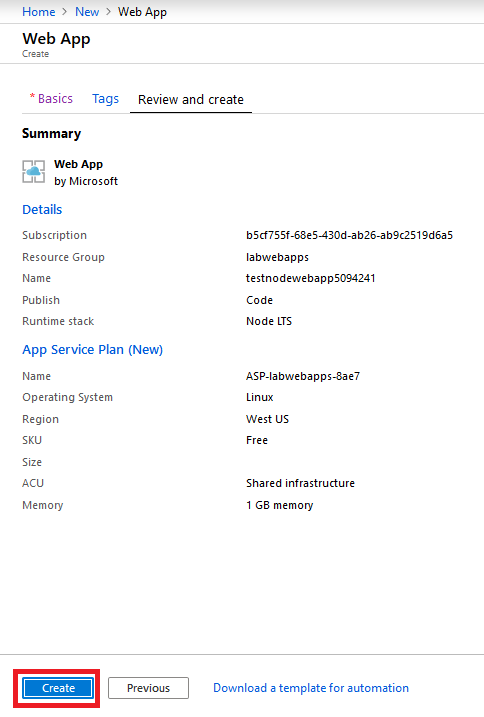 Home > New > Web App
Web App
Create
* Basics Tags Review and create
Summary
Web App
by Microsoft
Details
Subscription b5cf755f-68e5-430d-ab26-ab9c2519d6a5
Resource Group labwebapps
Name testnodewebapp5094241
Publish Code
Runtime stack Node LTS
App Service Plan (New)
Name ASP-labwebapps-8ae7
Operating System Linux
Region West US
SKU Free
Size
ACU Shared infrastructure
Memory 1 GB memory
Create Previous Download a template for automation